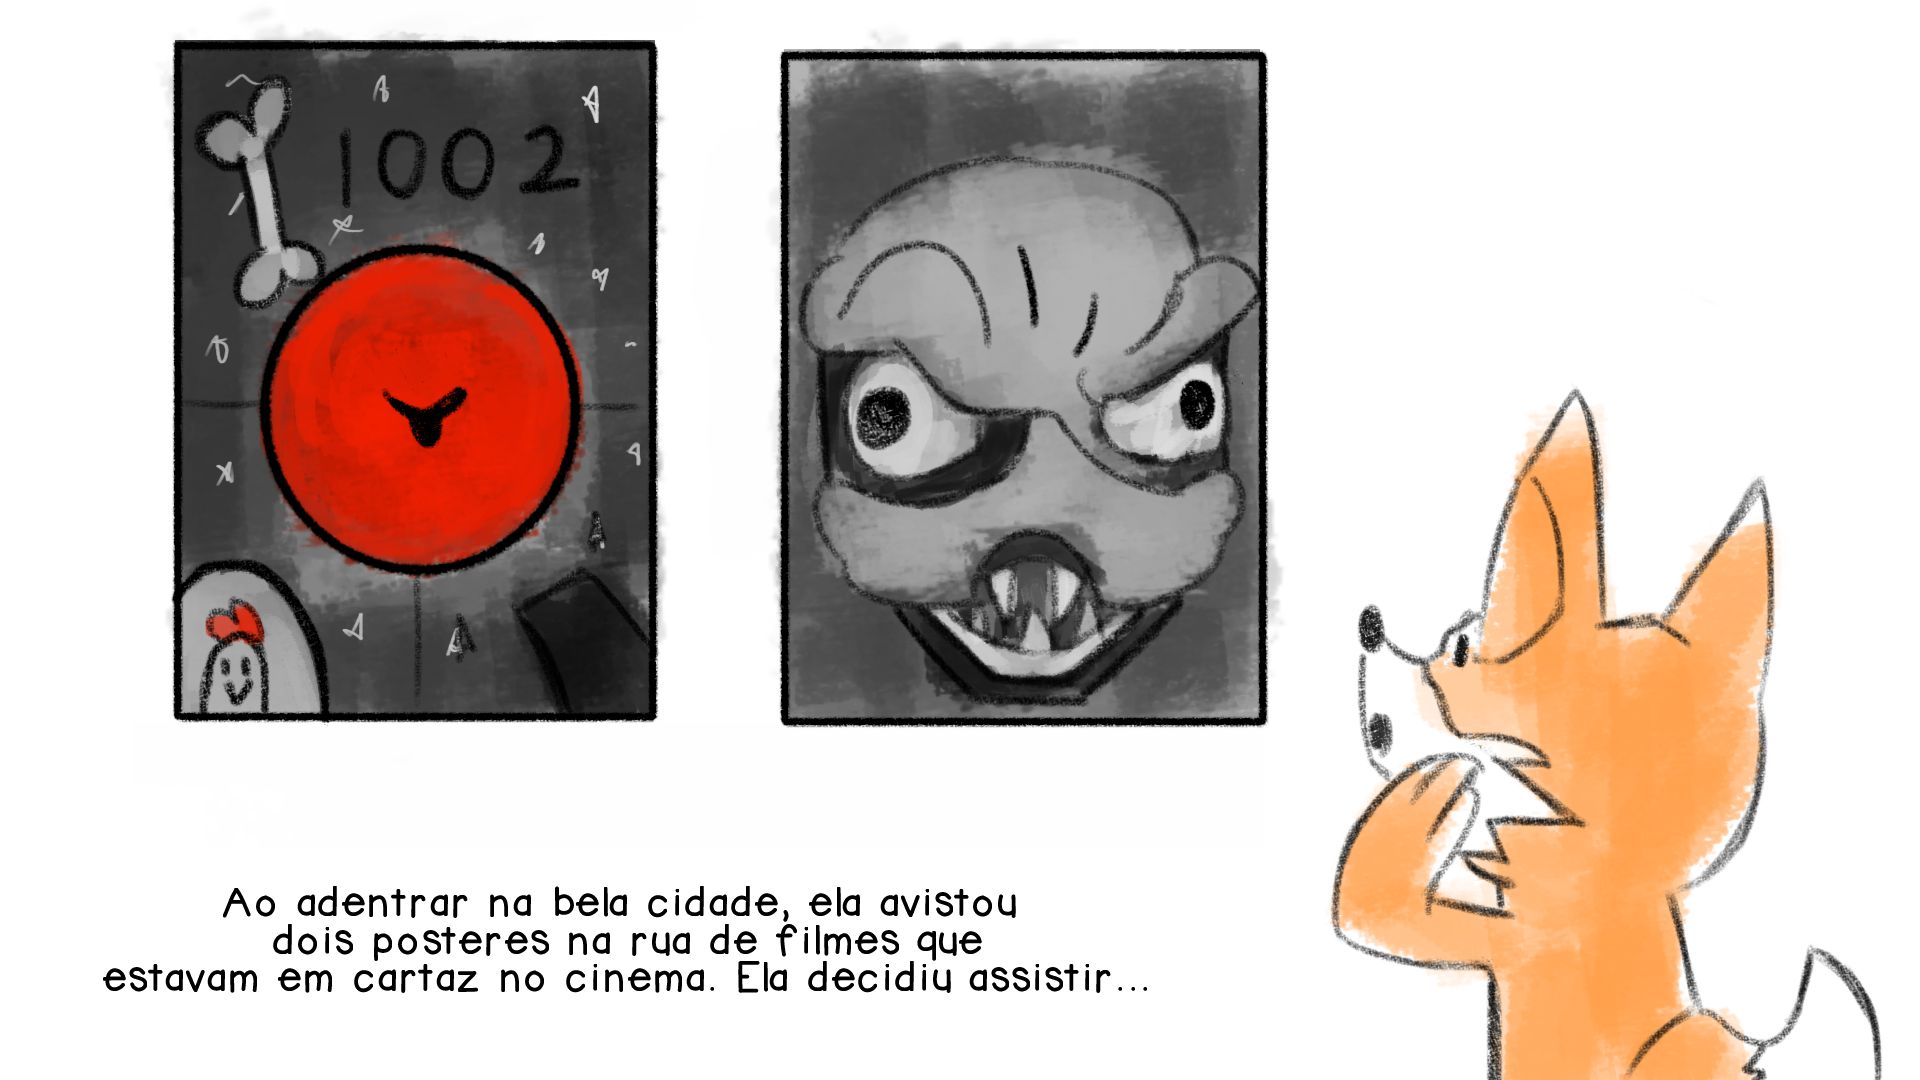 1002
Ao adentrar na bela cidade, ela avistou
dois posteres na rua de filmes que
estavam em cartaz no cinema. Ela decidiu assistir...